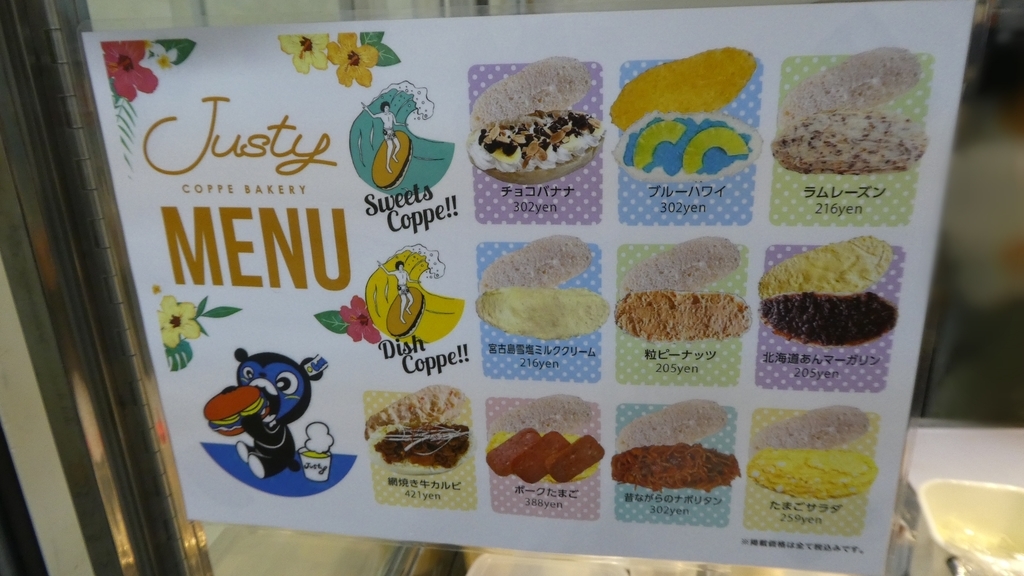 Justy
COPPE BAKERY
MENU
Sweets
Coppe!!
チョコバナナ
302yen
ブルーハワイ
302yen
ラムレーズン
216yen
宮古島雪塩ミルククリーム
216yen
粒ピーナッツ
205yen
北海道あんマーガリン
205yen
Dish
Coppe!!
網焼き牛カルビ
421yen
ポークたまご
388yen
昔ながらのナポリタン
302yen
たまごサラダ
259yen
Justy
※掲載価格は全て税込みです。